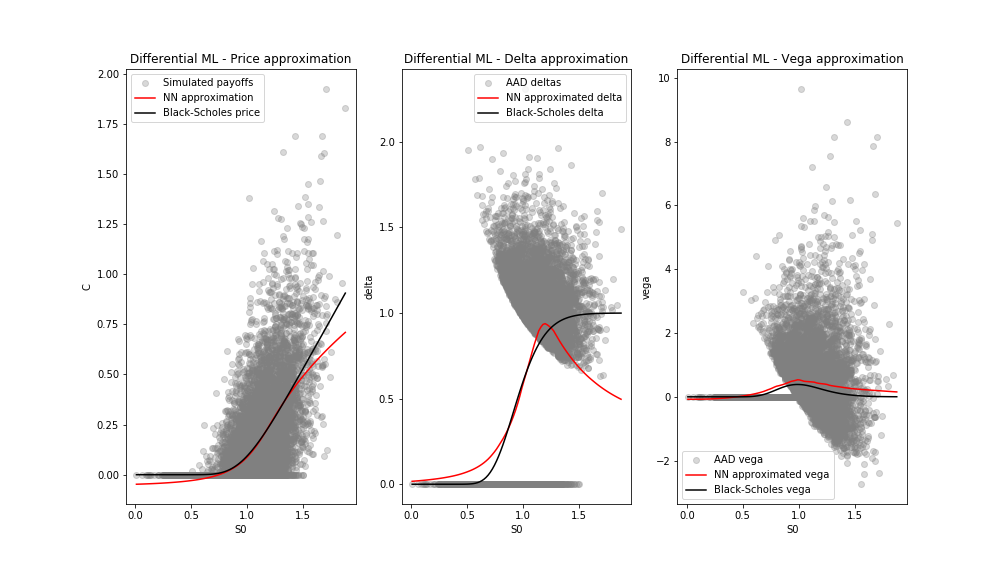 Differential ML - Price approximation
Simulated payoffs
NN approximation
Black-Scholes price
2.00
1.75
1.50
1.25
1.00
0.75
0.50
0.25
0.00
C
0.0
0.5
1.0
1.5
S0
Differential ML - Delta approximation
AAD deltas
NN approximated delta
Black-Scholes delta
2.0
1.5
1.0
0.5
0.0
delta
0.0
0.5
1.0
1.5
S0
Differential ML - Vega approximation
10
8
6
4
2
0
−2
vega
AAD vega
NN approximated vega
Black-Scholes vega
0.0
0.5
1.0
1.5
S0